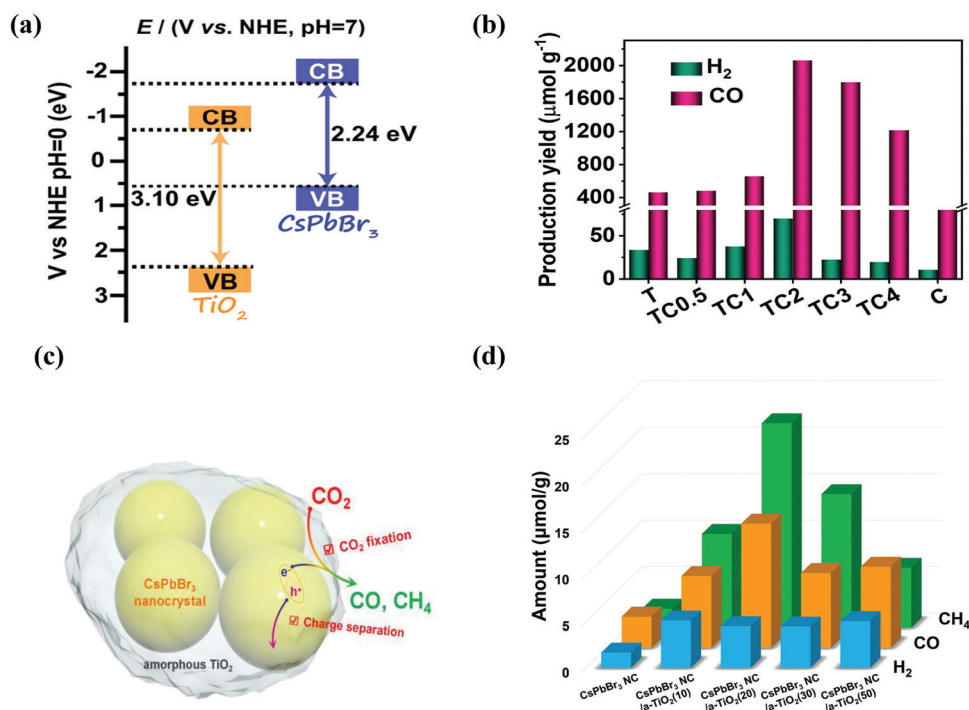 (a)
E / (V vs. NHE, pH=7)
V vs NHE pH=0 (eV)
-2
-1
0
1
2
3
CB
CB
2.24 eV
3.10 eV
VB
CsPbBr3
VB
TiO2
(b)
Production yield (μmol g-1)
2000
1600
1200
800
400
50
0
H2
CO
T
TC0.5
TC1
TC2
TC3
TC4
C
(c)
CO2
☑ CO2 fixation
CsPbBr3
nanocrystal
e-
h+
CO, CH4
☑ Charge separation
amorphous TiO2
(d)
Amount (μmol/g)
25
20
15
10
5
0
CH4
CO
H2
CsPbBr3 NC
CsPbBr3 NC
/a-TiO2(10)
CsPbBr3 NC
/a-TiO2(20)
CsPbBr3 NC
/a-TiO2(30)
CsPbBr3 NC
/a-TiO2(50)